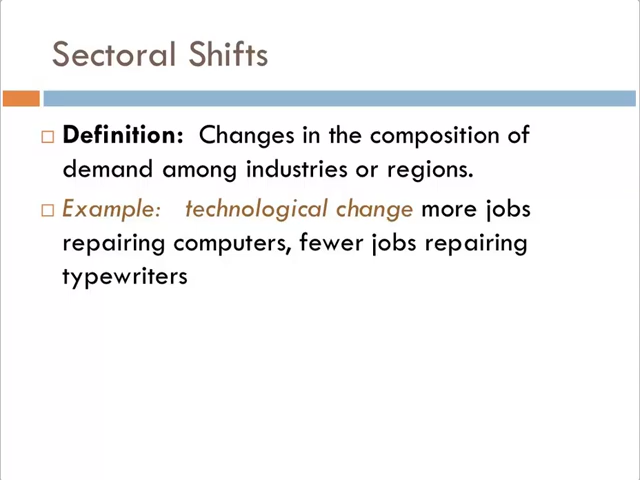 Sectoral Shifts
Definition: Changes in the composition of
demand among industries or regions.
Example: technological change more jobs
repairing computers, fewer jobs repairing
typewriters